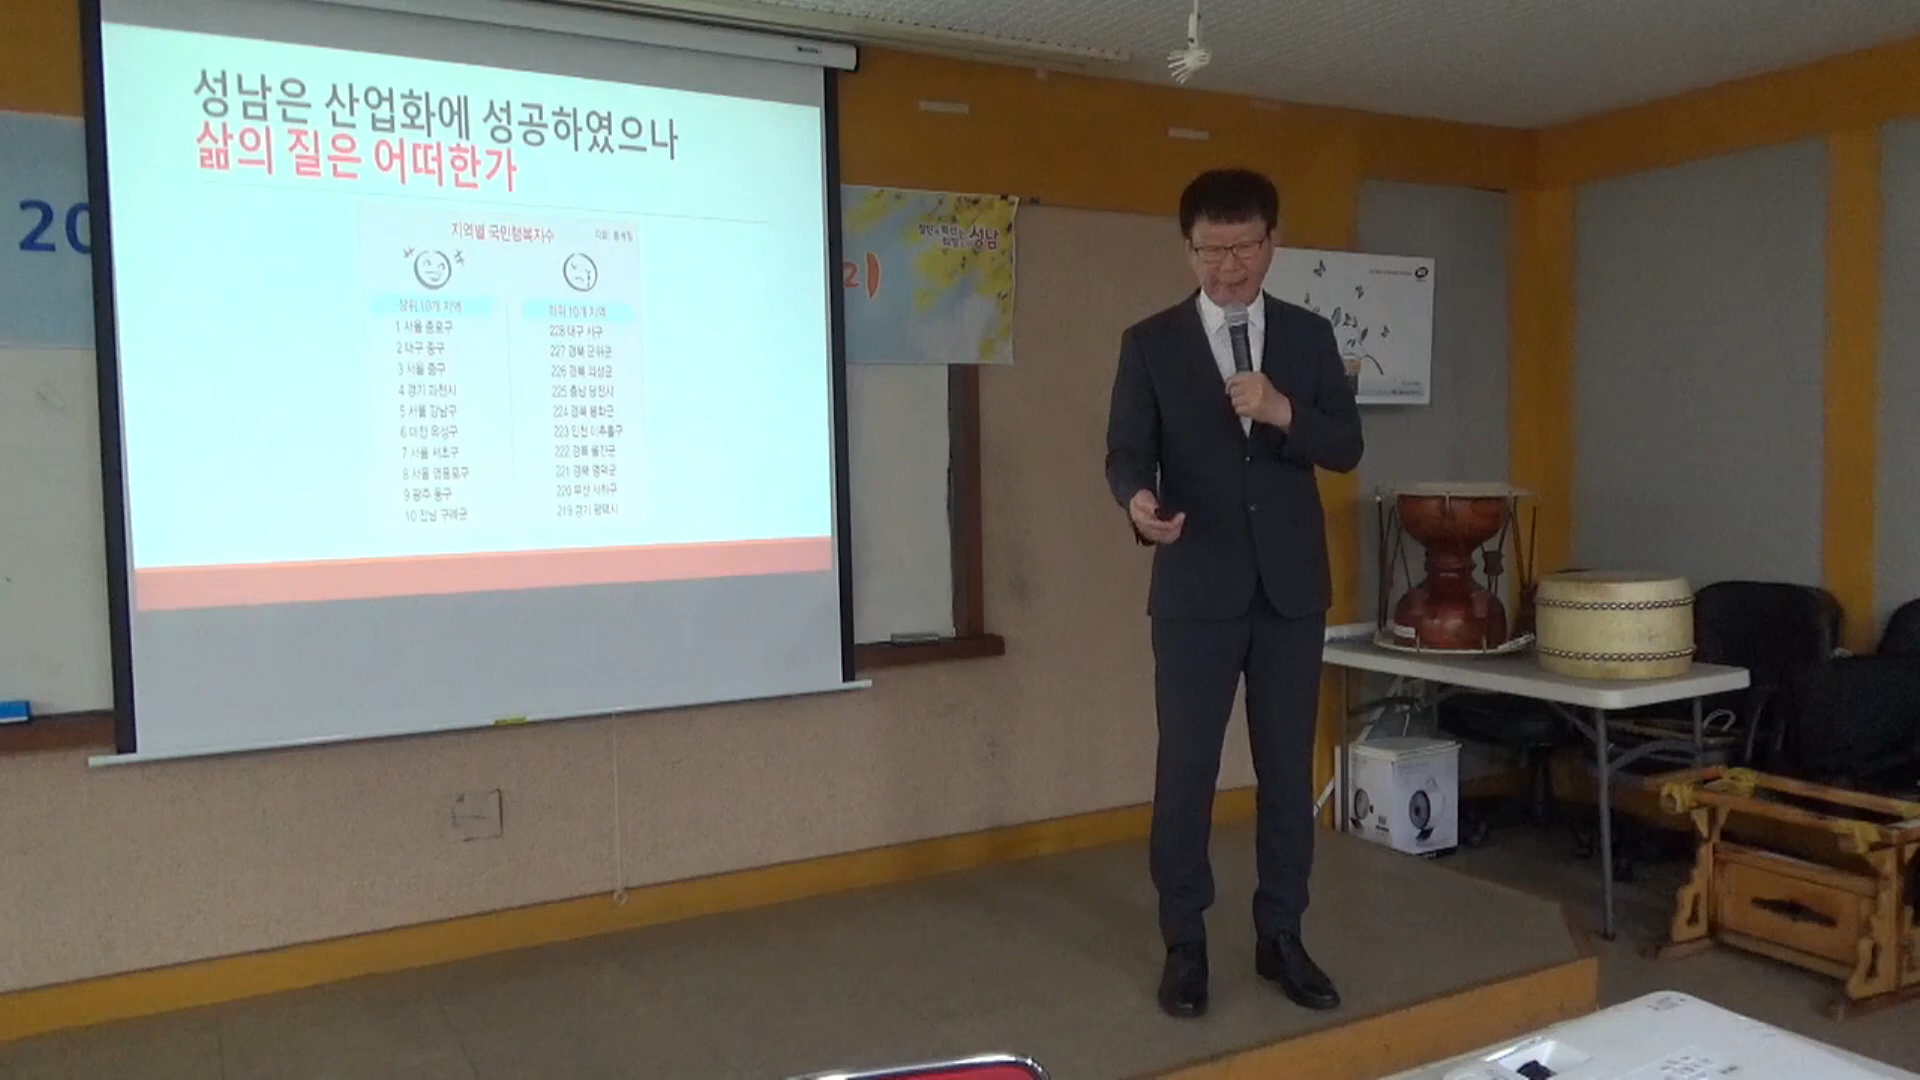 성남은 산업화에 성공하였으나
삶의 질은 어떠한가
지역별 국민행복지수
상위 10개 지역
1 서울 종로구
2 대구 중구
3 서울 중구
4 경기 과천시
5 서울 강남구
6 대전 유성구
7 서울 서초구
8 서울 영등포구
9 광주 동구
10 전남 구례군
하위 10개 지역
228 대구 서구
227 경북 군위군
226 경북 의성군
225 충남 당진시
224 경북 봉화군
223 인천 미추홀구
222 경북 울진군
221 경북 영덕군
220 부산 사하구
219 경기 평택시
20
성남